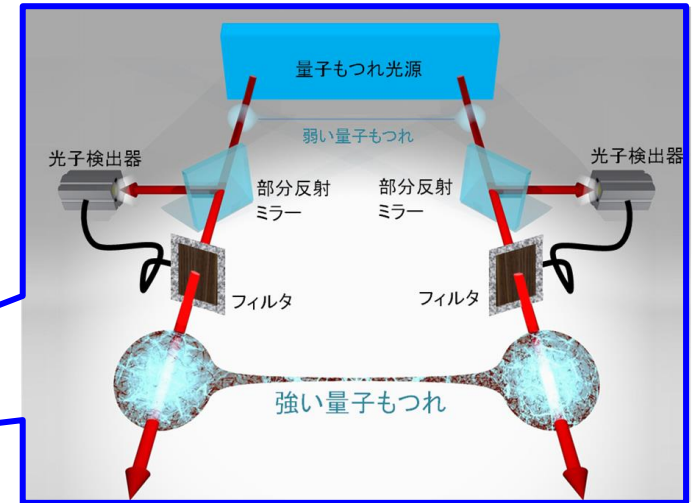 量子もつれ光源
弱い量子もつれ
光子検出器
部分反射
ミラー
部分反射
ミラー
光子検出器
フィルタ
フィルタ
強い量子もつれ